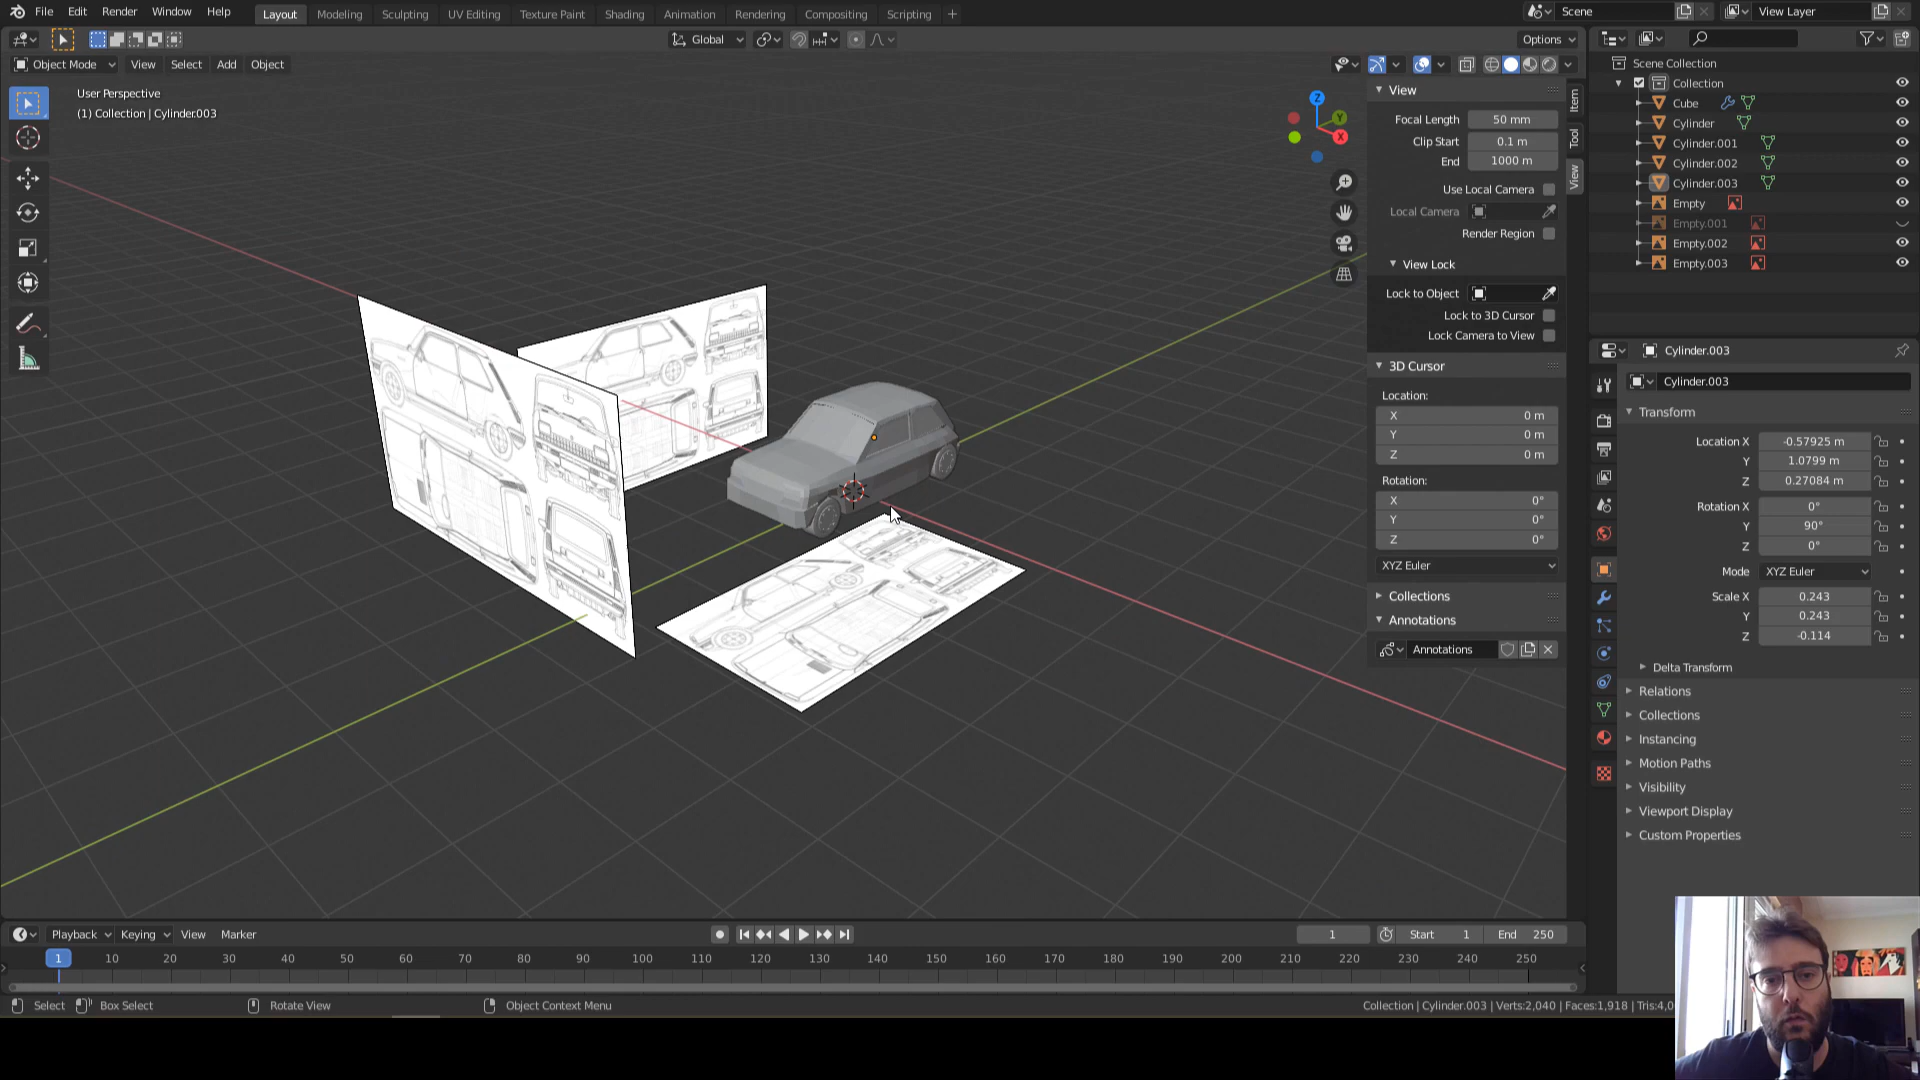 File Edit Render Window Help
Layout Modeling Sculpting UV Editing Texture Paint Shading Animation Rendering Compositing Scripting +
Scene
View Layer
Global
Options
Object Mode View Select Add Object
User Perspective
(1) Collection | Cylinder.003
Z
Y
X
View
Focal Length 50 mm
Clip Start 0.1 m
End 1000 m
Use Local Camera
Local Camera
Render Region
View Lock
Lock to Object
Lock to 3D Cursor
Lock Camera to View
3D Cursor
Location:
X 0 m
Y 0 m
Z 0 m
Rotation:
X 0°
Y 0°
Z 0°
XYZ Euler
Collections
Annotations
Annotations
Item
Tool
View
Scene Collection
Collection
Cube
Cylinder
Cylinder.001
Cylinder.002
Cylinder.003
Empty
Empty.001
Empty.002
Empty.003
Cylinder.003
Cylinder.003
Transform
Location X -0.57925 m
Y 1.0799 m
Z 0.27084 m
Rotation X 0°
Y 90°
Z 0°
Mode XYZ Euler
Scale X 0.243
Y 0.243
Z -0.114
Delta Transform
Relations
Collections
Instancing
Motion Paths
Visibility
Viewport Display
Custom Properties
Playback Keying View Marker
1 Start 1 End 250
1 10 20 30 40 50 60 70 80 90 100 110 120 130 140 150 160 170 180 190 200 210 220 230 240 250
Select Box Select Rotate View Object Context Menu
Collection | Cylinder.003 | Verts:2,040 | Faces:1,918 | Tris:4,0